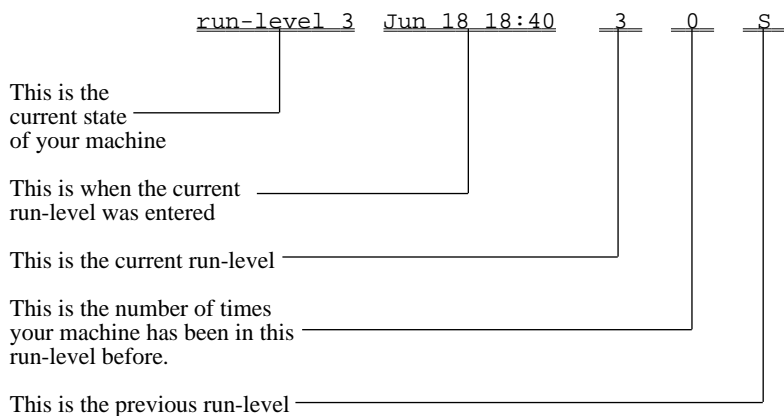 run-level 3 Jun 18 18:40 3 0 S
This is the
current state
of your machine
This is when the current
run-level was entered
This is the current run-level
This is the number of times
your machine has been in this
run-level before.
This is the previous run-level